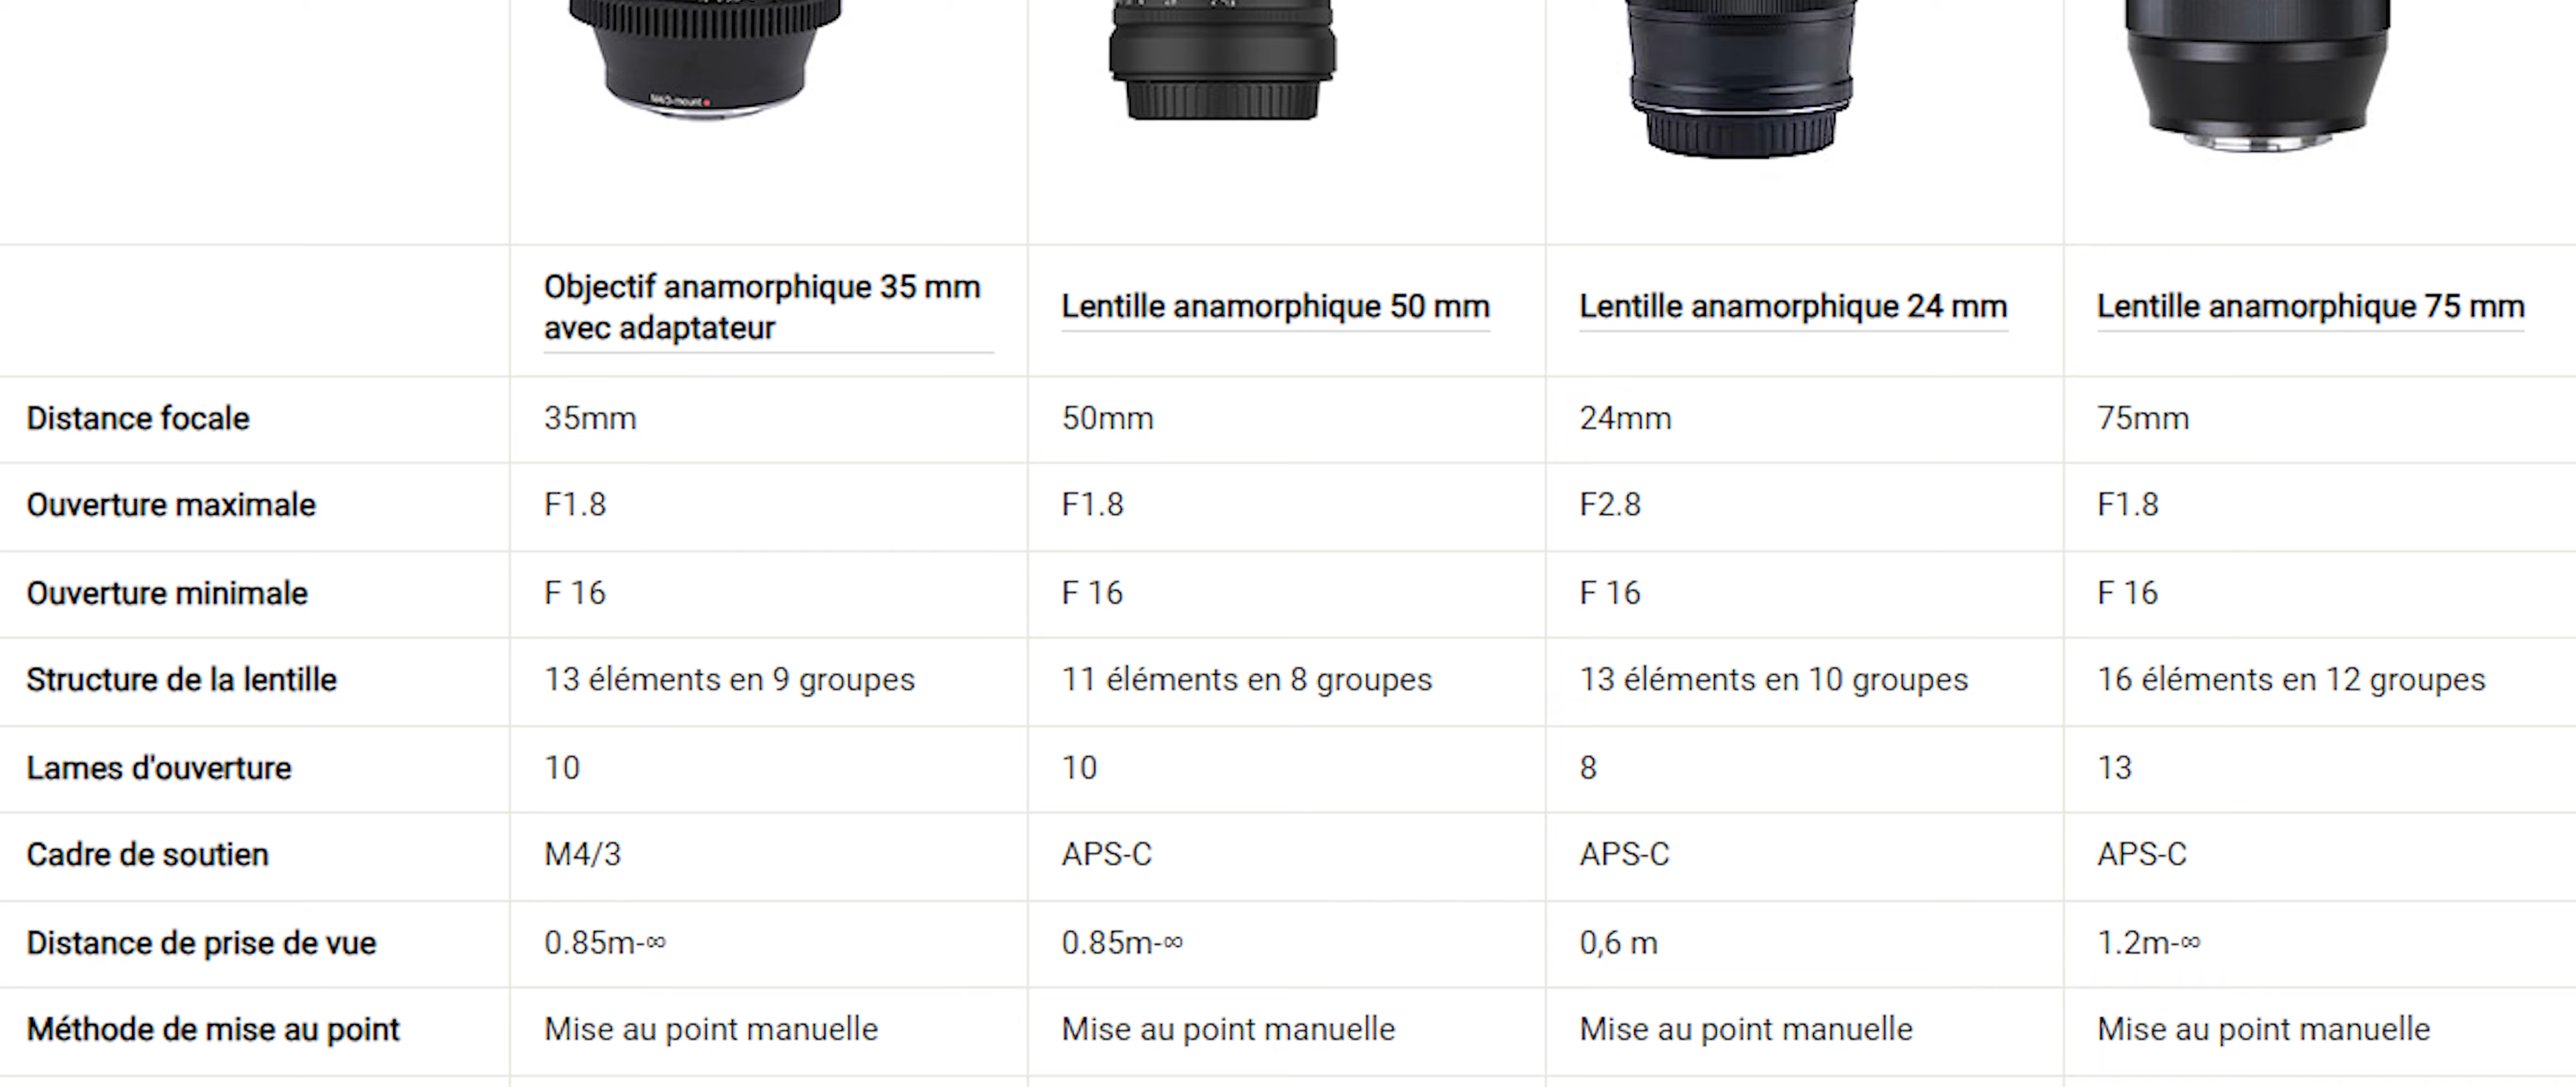 Objectif anamorphique 35 mm
avec adaptateur
Lentille anamorphique 50 mm
Lentille anamorphique 24 mm
Lentille anamorphique 75 mm
Distance focale 35mm 50mm 24mm 75mm
Ouverture maximale F1.8 F1.8 F2.8 F1.8
Ouverture minimale F 16 F 16 F 16 F 16
Structure de la lentille 13 éléments en 9 groupes 11 éléments en 8 groupes 13 éléments en 10 groupes 16 éléments en 12 groupes
Lames d'ouverture 10 10 8 13
Cadre de soutien M4/3 APS-C APS-C APS-C
Distance de prise de vue 0.85m-∞ 0.85m-∞ 0,6 m 1.2m-∞
Méthode de mise au point Mise au point manuelle Mise au point manuelle Mise au point manuelle Mise au point manuelle